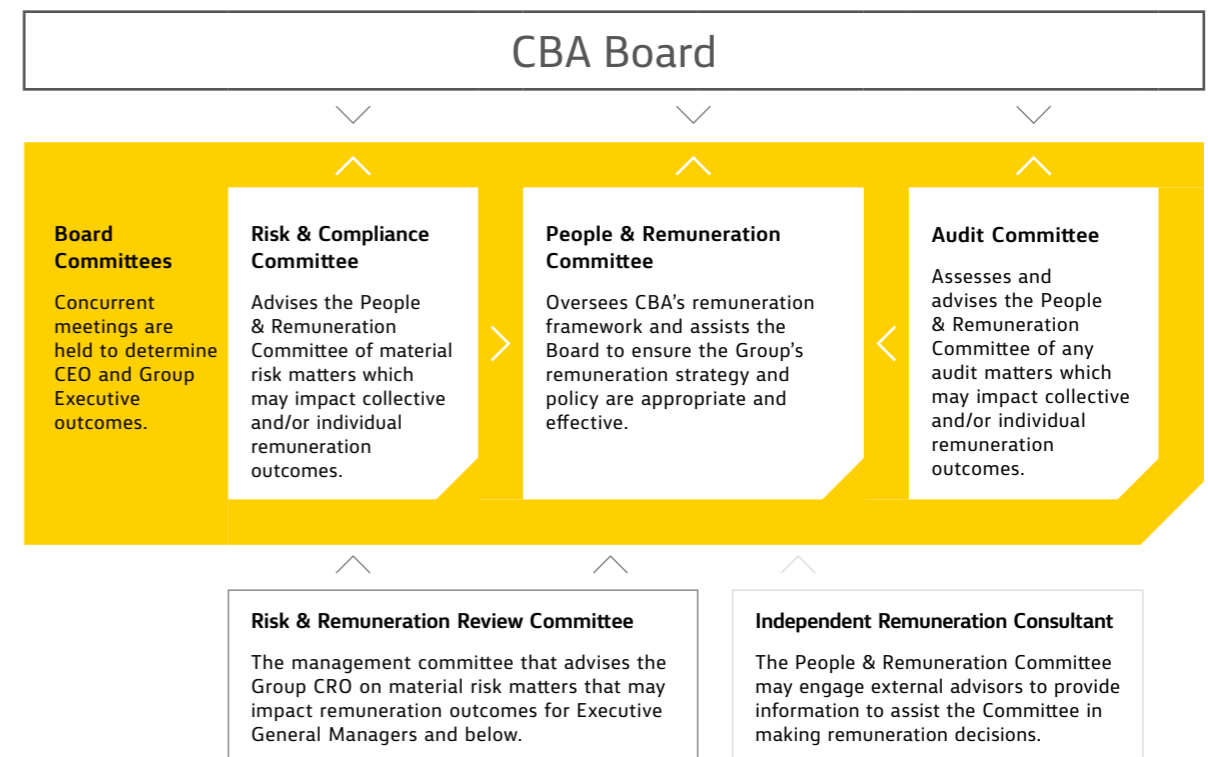 CBA Board
Board
Committees
Concurrent
meetings are
held to determine
CEO and Group
Executive
outcomes.
Risk & Compliance
Committee
Advises the People
& Remuneration
Committee of material
risk matters which
may impact collective
and/or individual
remuneration
outcomes.
People & Remuneration
Committee
Oversees CBA’s remuneration
framework and assists the
Board to ensure the Group’s
remuneration strategy and
policy are appropriate and
effective.
Audit Committee
Assesses and
advises the People
& Remuneration
Committee of any
audit matters which
may impact collective
and/or individual
remuneration
outcomes.
Risk & Remuneration Review Committee
The management committee that advises the
Group CRO on material risk matters that may
impact remuneration outcomes for Executive
General Managers and below.
Independent Remuneration Consultant
The People & Remuneration Committee
may engage external advisors to provide
information to assist the Committee in
making remuneration decisions.